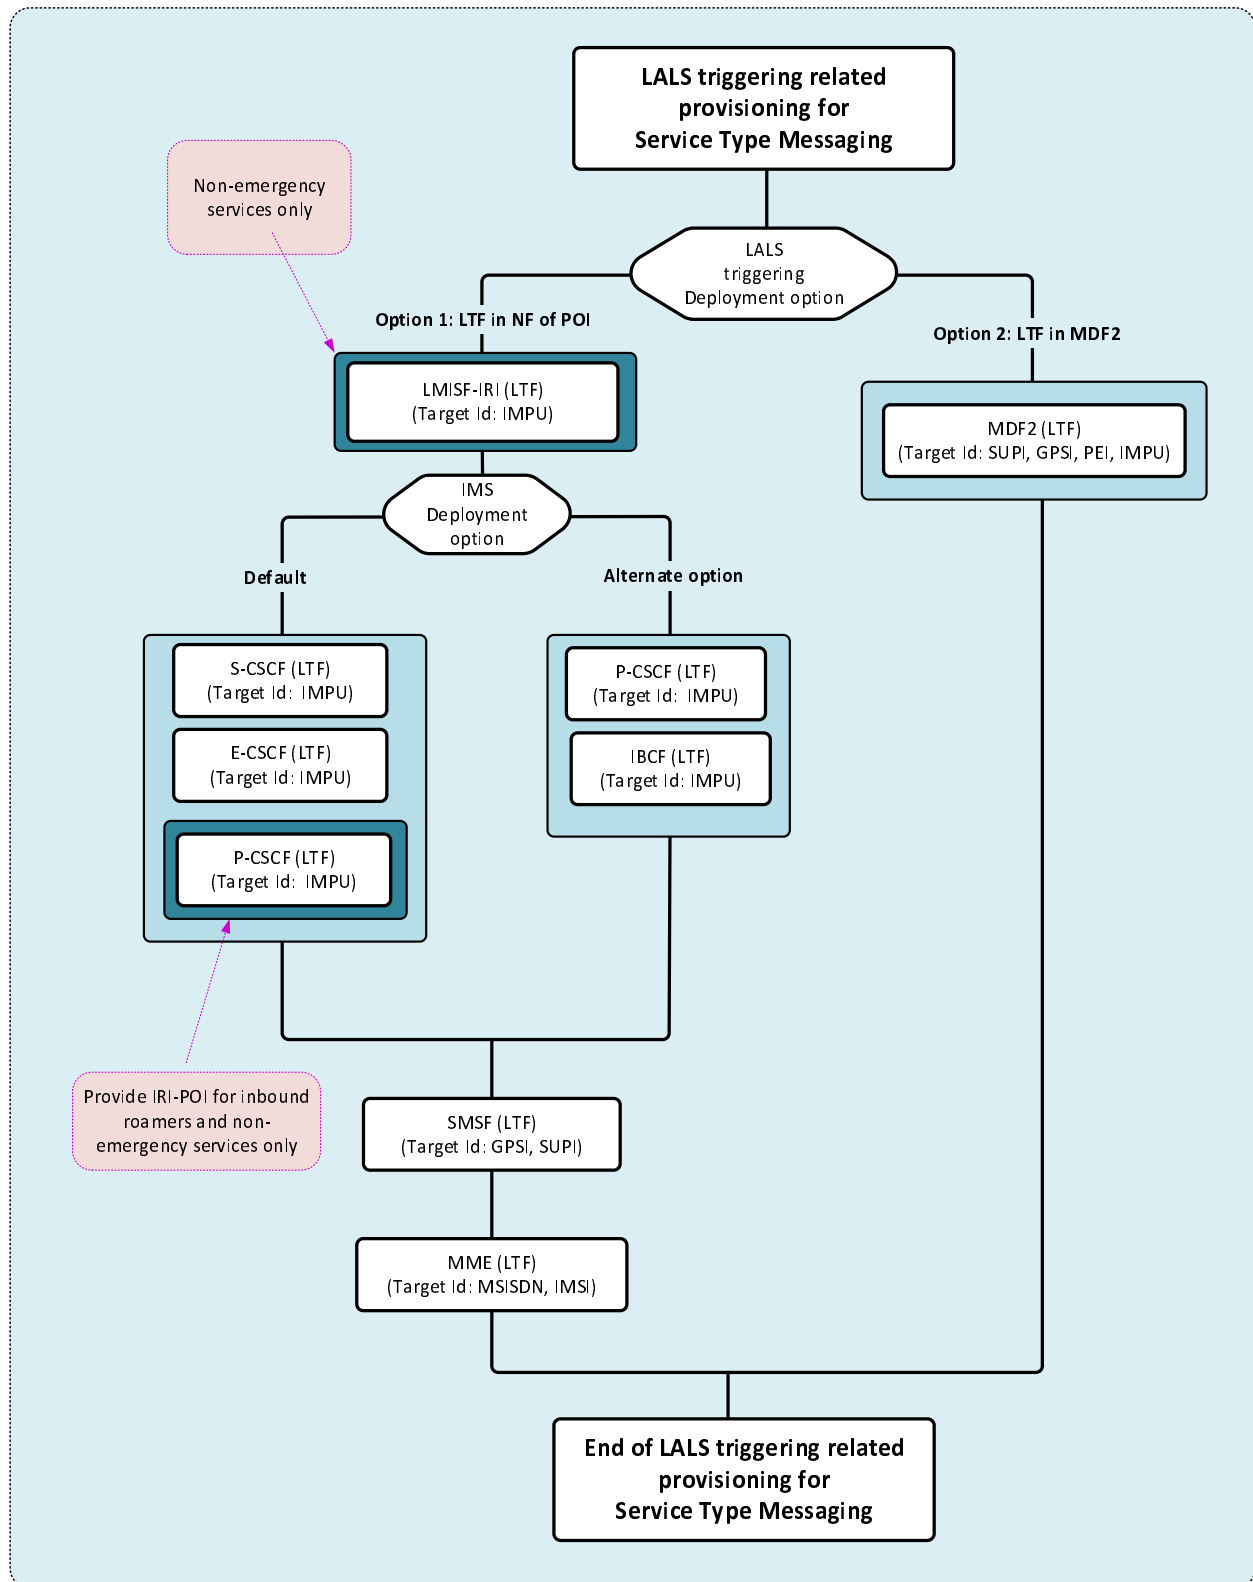 LALS triggering related
provisioning for
Service Type Messaging
Non-emergency
services only
LALS
triggering
Deployment option
Option 1: LTF in NF of POI
Option 2: LTF in MDF2
LMISF-IRI (LTF)
(Target Id: IMPU)
MDF2 (LTF)
(Target Id: SUPI, GPSI, PEI, IMPU)
IMS
Deployment
option
Default
Alternate option
S-CSCF (LTF)
(Target Id: IMPU)
E-CSCF (LTF)
(Target Id: IMPU)
P-CSCF (LTF)
(Target Id: IMPU)
P-CSCF (LTF)
(Target Id: IMPU)
IBCF (LTF)
(Target Id: IMPU)
Provide IRI-POI for inbound
roamers and non-
emergency services only
SMSF (LTF)
(Target Id: GPSI, SUPI)
MME (LTF)
(Target Id: MSISDN, IMSI)
End of LALS triggering related
provisioning for
Service Type Messaging